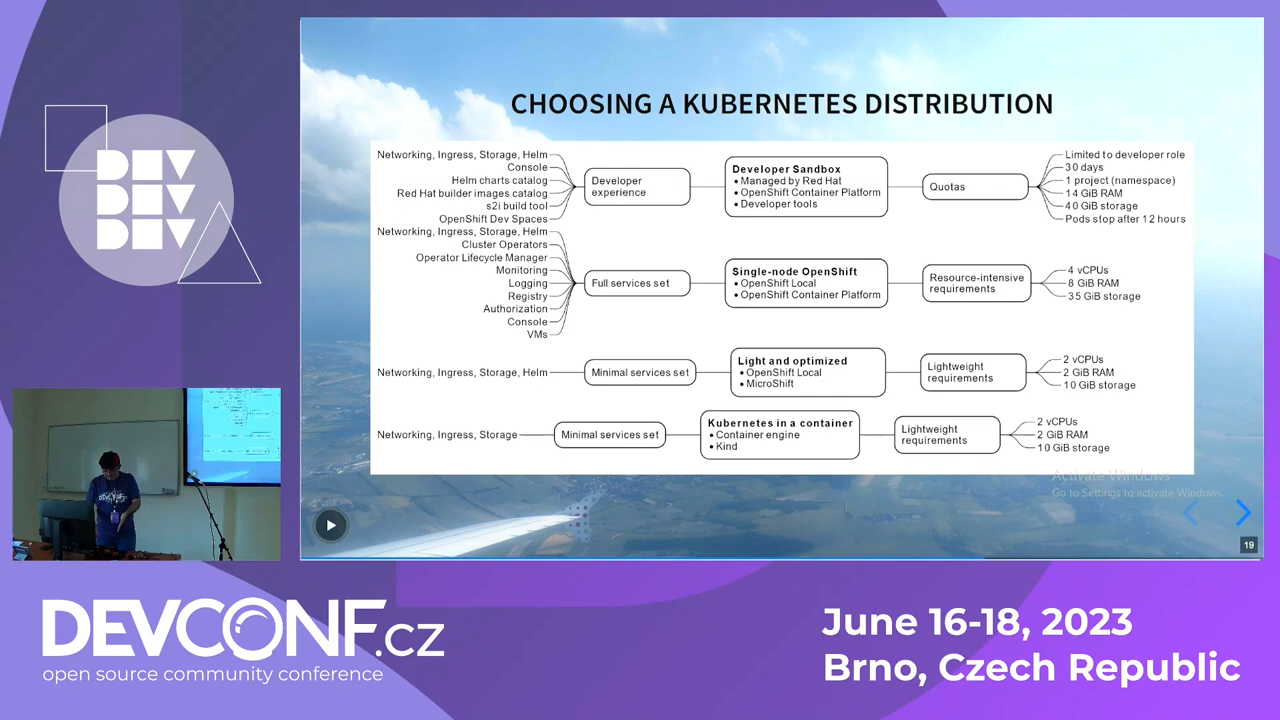 DEV
DEV
DEV
CHOOSING A KUBERNETES DISTRIBUTION
Networking, Ingress, Storage, Helm
Console
Helm charts catalog
Red Hat builder images catalog
s2i build tool
OpenShift Dev Spaces
Developer
experience
Developer Sandbox
• Managed by Red Hat
• OpenShift Container Platform
• Developer tools
Quotas
Limited to developer role
30 days
1 project (namespace)
14 GiB RAM
40 GiB storage
Pods stop after 12 hours
Networking, Ingress, Storage, Helm
Cluster Operators
Operator Lifecycle Manager
Monitoring
Logging
Registry
Authorization
Console
VMs
Full services set
Single-node OpenShift
• OpenShift Local
• OpenShift Container Platform
Resource-intensive
requirements
4 vCPUs
8 GiB RAM
35 GiB storage
Networking, Ingress, Storage, Helm
Minimal services set
Light and optimized
• OpenShift Local
• MicroShift
Lightweight
requirements
2 vCPUs
2 GiB RAM
10 GiB storage
Networking, Ingress, Storage
Minimal services set
Kubernetes in a container
• Container engine
• Kind
Lightweight
requirements
2 vCPUs
2 GiB RAM
10 GiB storage
Activate Windows
Go to Settings to activate Windows.
19
DEVCONF.cz
open source community conference
June 16-18, 2023
Brno, Czech Republic